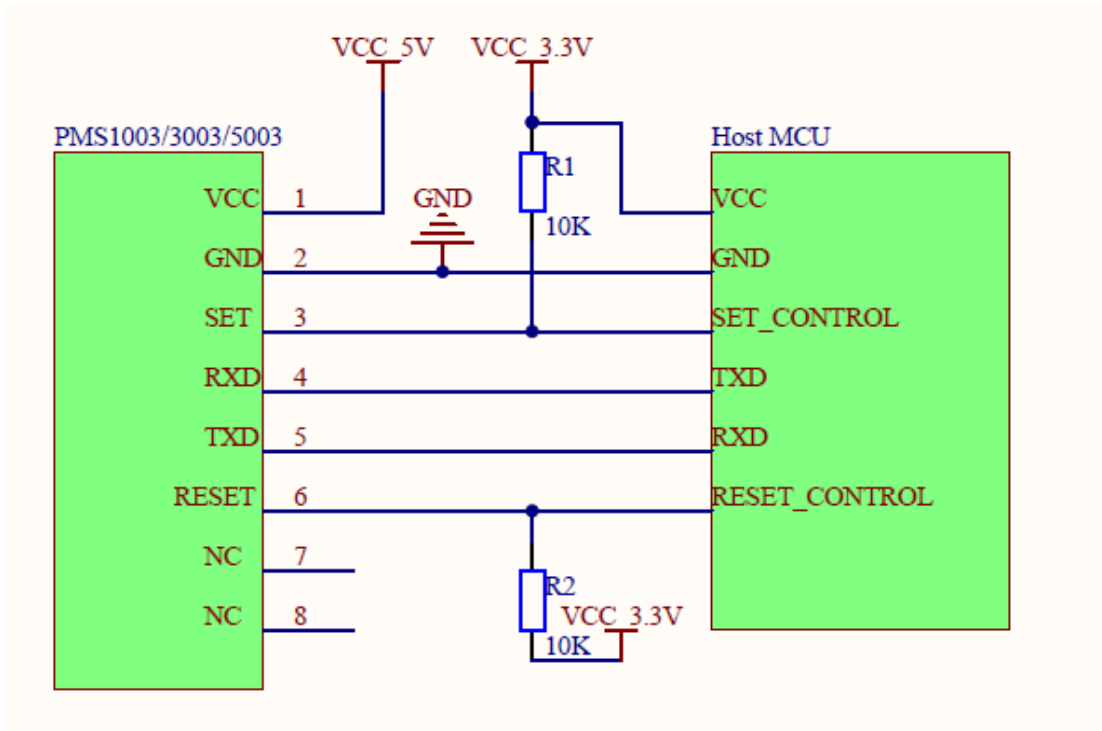 VCC_5V
VCC_3.3V
PMS1003/3003/5003
Host MCU
R1
VCC 1
GND
VCC
10K
GND 2
GND
SET 3
SET_CONTROL
RXD 4
TXD
TXD 5
RXD
RESET 6
RESET_CONTROL
NC 7
R2
NC 8
VCC_3.3V
10K